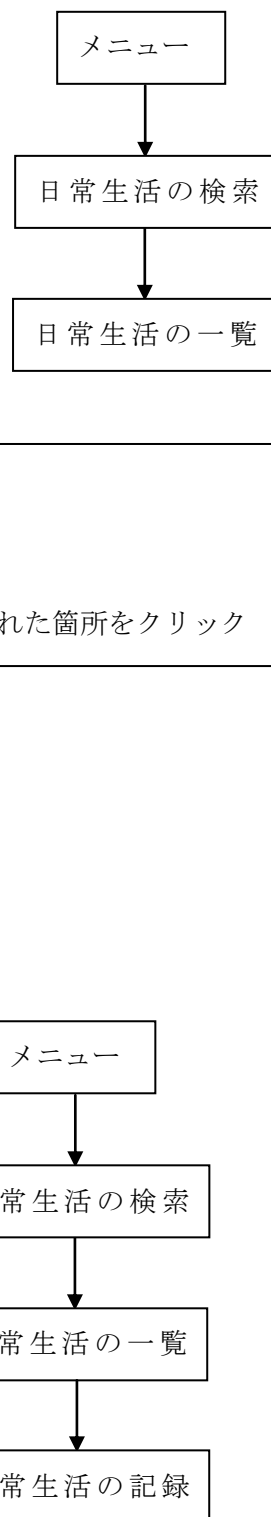 メニュー
日常生活の検索
日常生活の一覧
れた箇所をクリック
メニュー
常生活の検索
常生活の一覧
常生活の記録